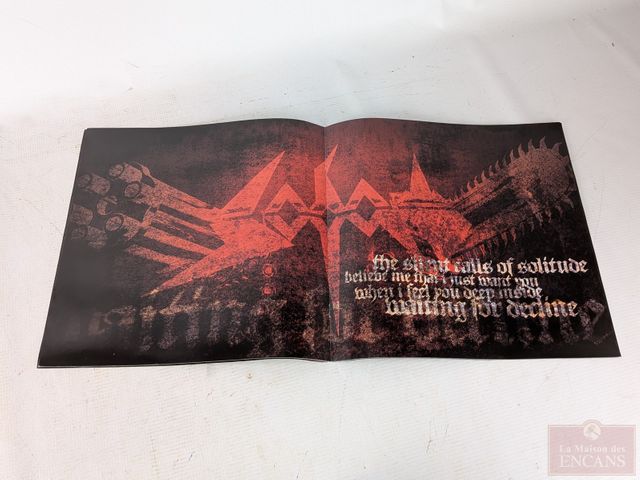 the silent calls of solitude
believe me that i just want you
when i feel you deep inside
waiting for decline
La Maison des
ENCANS